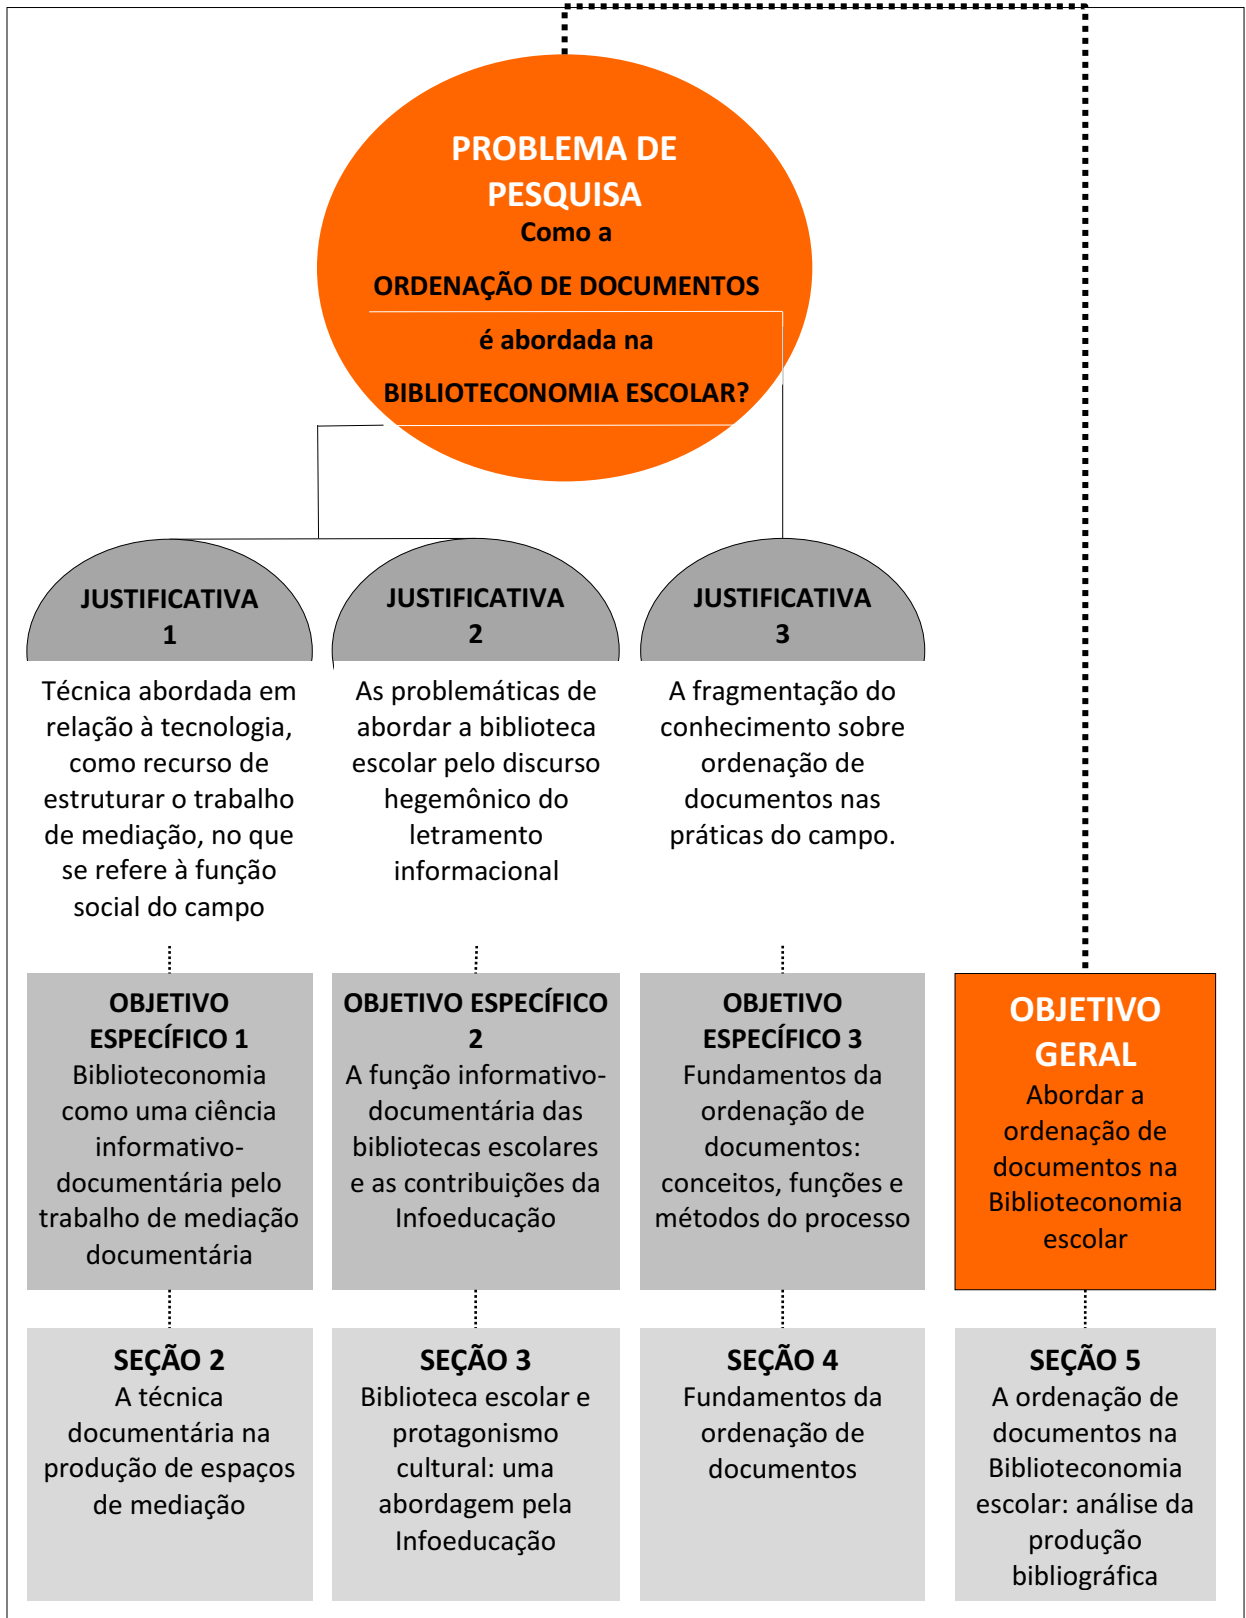 PROBLEMA DE
PESQUISA
Como a
ORDENAÇÃO DE DOCUMENTOS
é abordada na
BIBLIOTECONOMIA ESCOLAR?
JUSTIFICATIVA
1
Técnica abordada em
relação à tecnologia,
como recurso de
estruturar o trabalho
de mediação, no que
se refere à função
social do campo
JUSTIFICATIVA
2
As problemáticas de
abordar a biblioteca
escolar pelo discurso
hegemônico do
letramento
informacional
JUSTIFICATIVA
3
A fragmentação do
conhecimento sobre
ordenação de
documentos nas
práticas do campo.
OBJETIVO
ESPECÍFICO 1
Biblioteconomia
como uma ciência
informativo-
documentária pelo
trabalho de mediação
documentária
OBJETIVO ESPECÍFICO
2
A função informativo-
documentária das
bibliotecas escolares
e as contribuições da
Infoeducação
OBJETIVO
ESPECÍFICO 3
Fundamentos da
ordenação de
documentos:
conceitos, funções e
métodos do processo
OBJETIVO
GERAL
Abordar a
ordenação de
documentos na
Biblioteconomia
escolar
SEÇÃO 2
A técnica
documentária na
produção de espaços
de mediação
SEÇÃO 3
Biblioteca escolar e
protagonismo
cultural: uma
abordagem pela
Infoeducação
SEÇÃO 4
Fundamentos da
ordenação de
documentos
SEÇÃO 5
A ordenação de
documentos na
Biblioteconomia
escolar: análise da
produção
bibliográfica